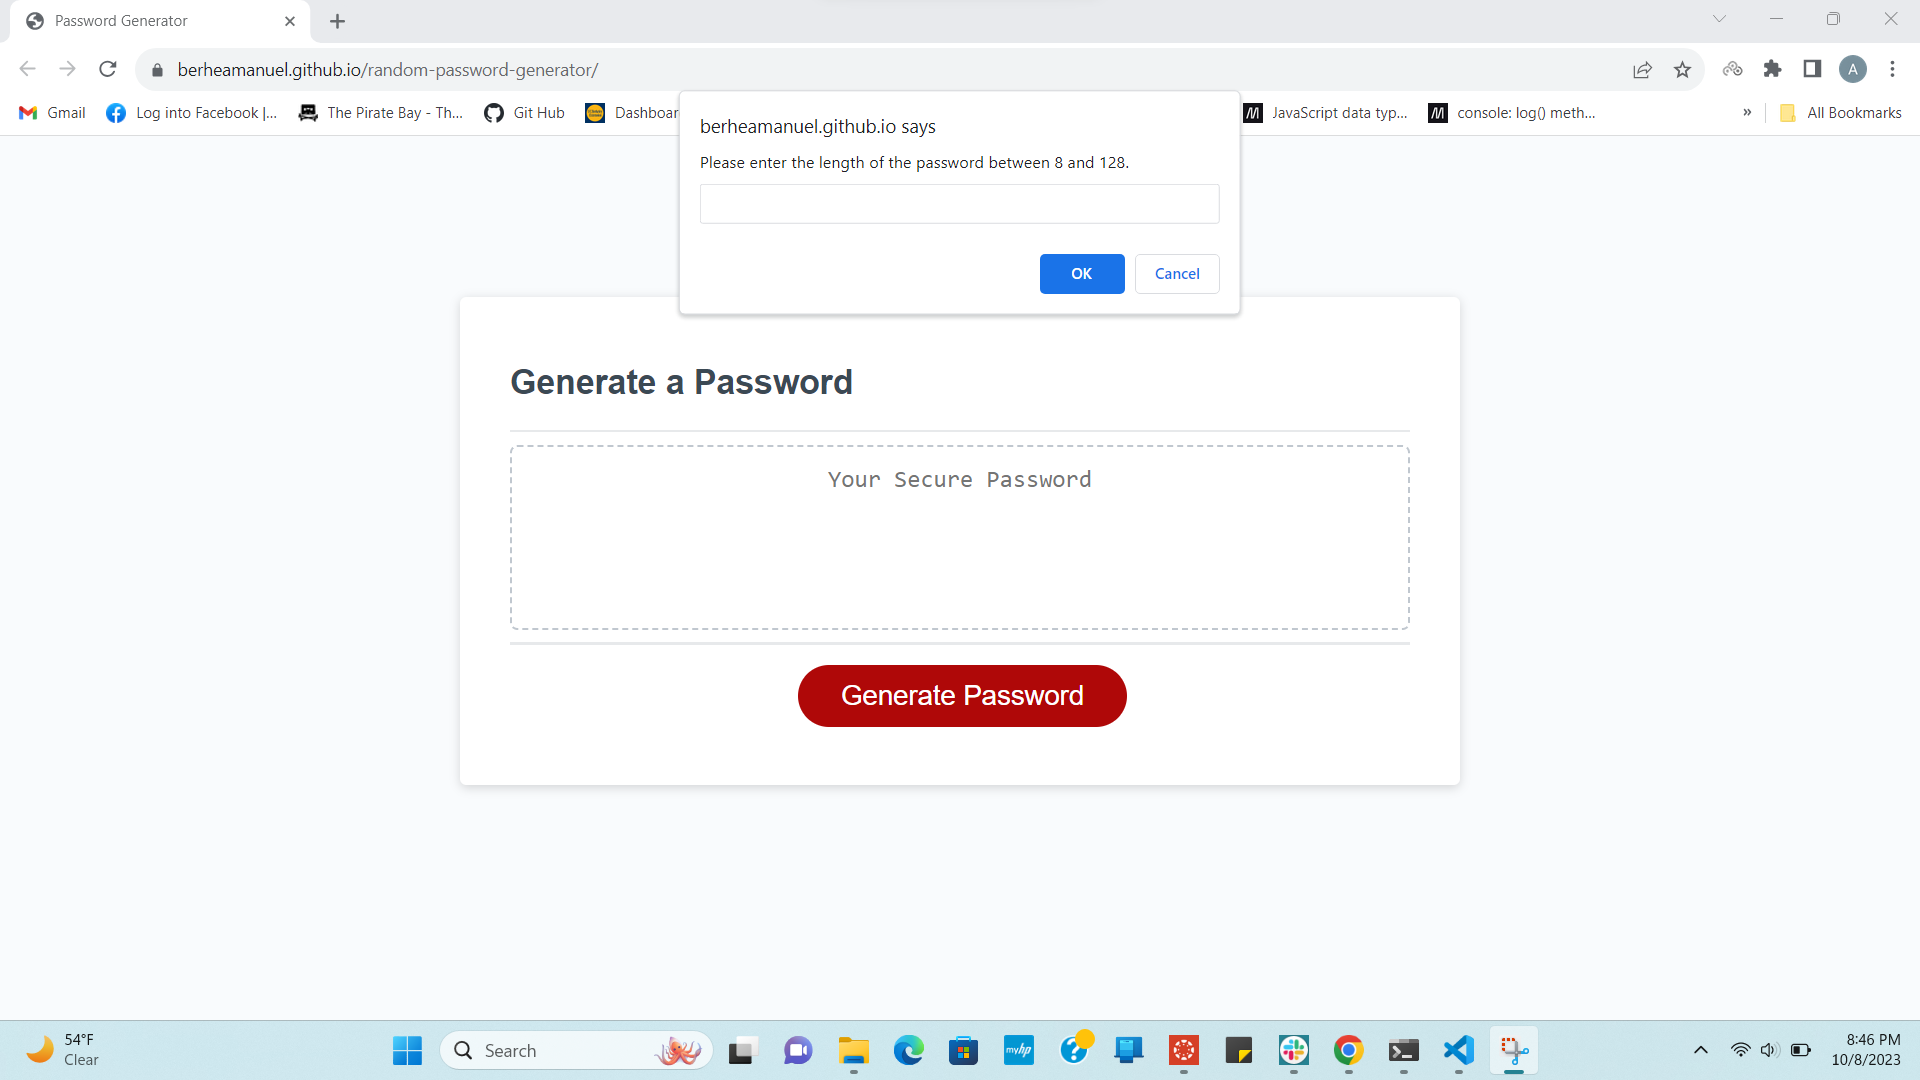 Password Generator
berheamanuel.github.io/random-password-generator/
A
Gmail
Log into Facebook |...
The Pirate Bay - Th...
Git Hub
Dashboar
JavaScript data typ...
console: log() meth...
»
All Bookmarks
berheamanuel.github.io says
Please enter the length of the password between 8 and 128.
OK
Cancel
Generate a Password
Your Secure Password
Generate Password
54°F
Clear
Search
myhp
8:46 PM
10/8/2023